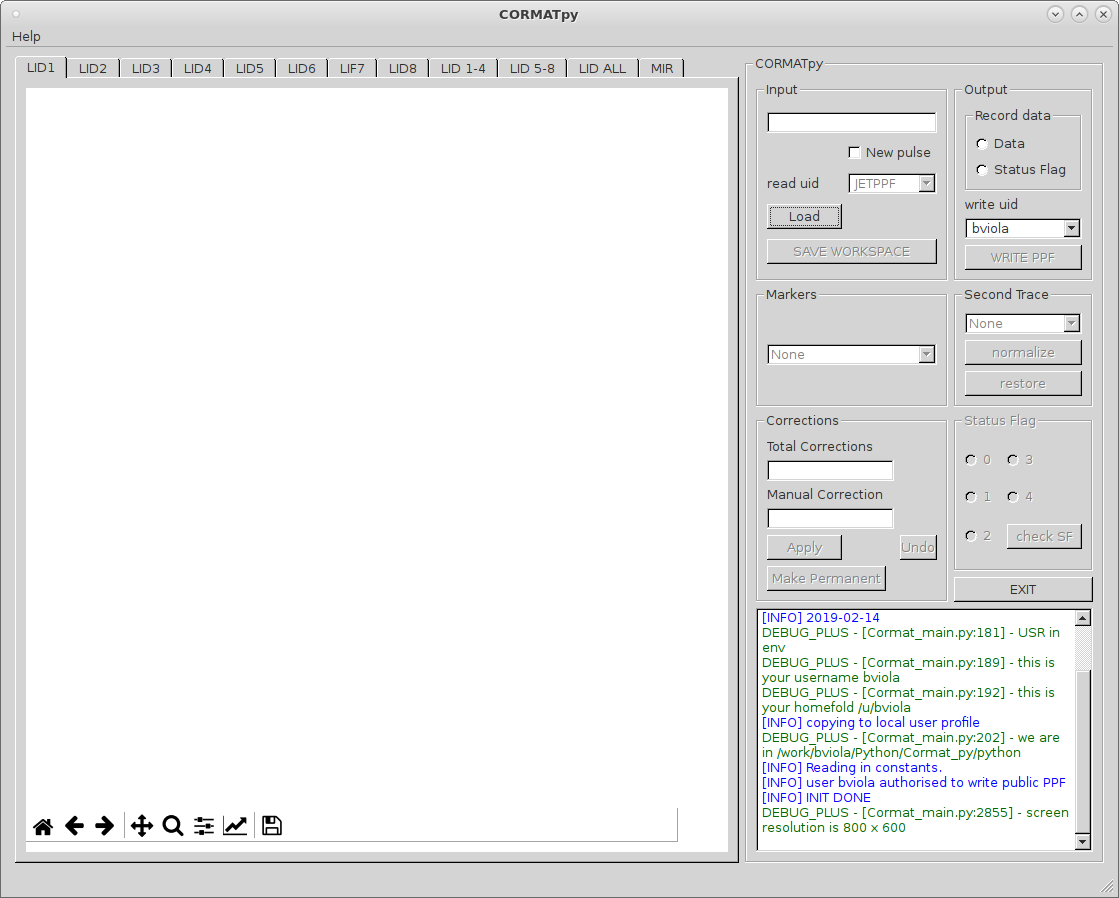 CORMATpy
Help
LID1 LID2 LID3 LID4 LID5 LID6 LIF7 LID8 LID 1-4 LID 5-8 LID ALL MIR
CORMATpy
Input
New pulse
read uid JETPPF
Load
SAVE WORKSPACE
Output
Record data
Data
Status Flag
write uid
bviola
WRITE PPF
Markers
None
Second Trace
None
normalize
restore
Corrections
Total Corrections
Manual Correction
Apply Undo
Make Permanent
Status Flag
0 3
1 4
2 check SF
EXIT
[INFO] 2019-02-14
DEBUG_PLUS - [Cormat_main.py:181] - USR in
env
DEBUG_PLUS - [Cormat_main.py:189] - this is
your username bviola
DEBUG_PLUS - [Cormat_main.py:192] - this is
your homefold /u/bviola
[INFO] copying to local user profile
DEBUG_PLUS - [Cormat_main.py:202] - we are
in /work/bviola/Python/Cormat_py/python
[INFO] Reading in constants.
[INFO] user bviola authorised to write public PPF
[INFO] INIT DONE
DEBUG_PLUS - [Cormat_main.py:2855] - screen
resolution is 800 x 600